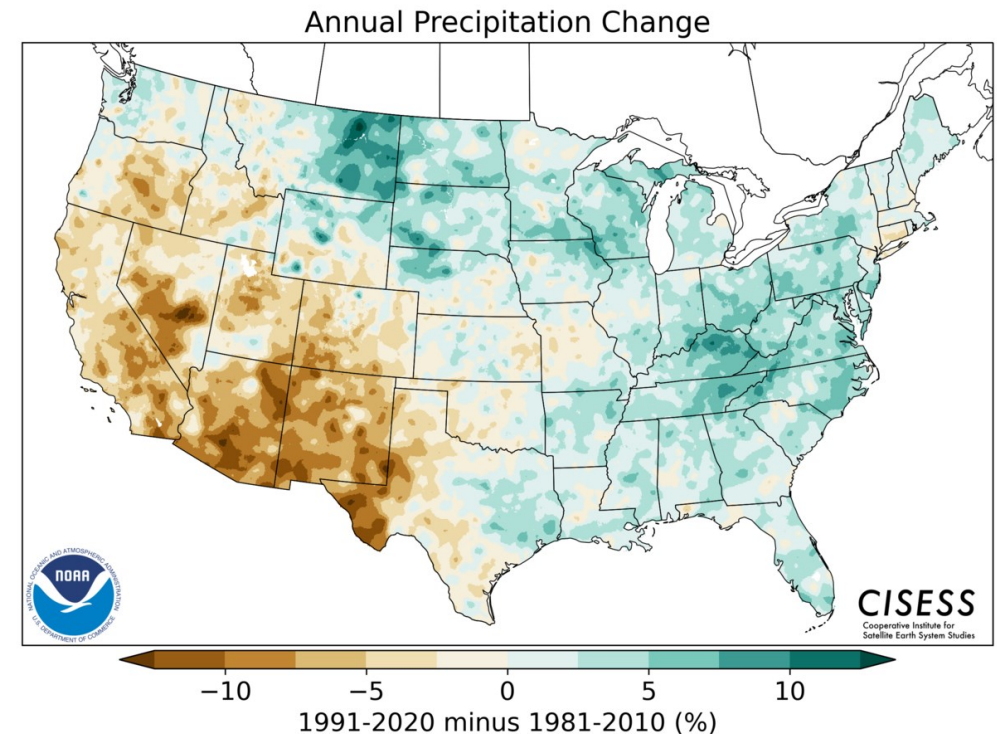 Annual Precipitation Change
NATIONAL OCEANIC AND ATMOSPHERIC ADMINISTRATION
NOAA
U.S. DEPARTMENT OF COMMERCE
CISESS
Cooperative Institute for
Satellite Earth System Studies
−10 −5 0 5 10
1991-2020 minus 1981-2010 (%)